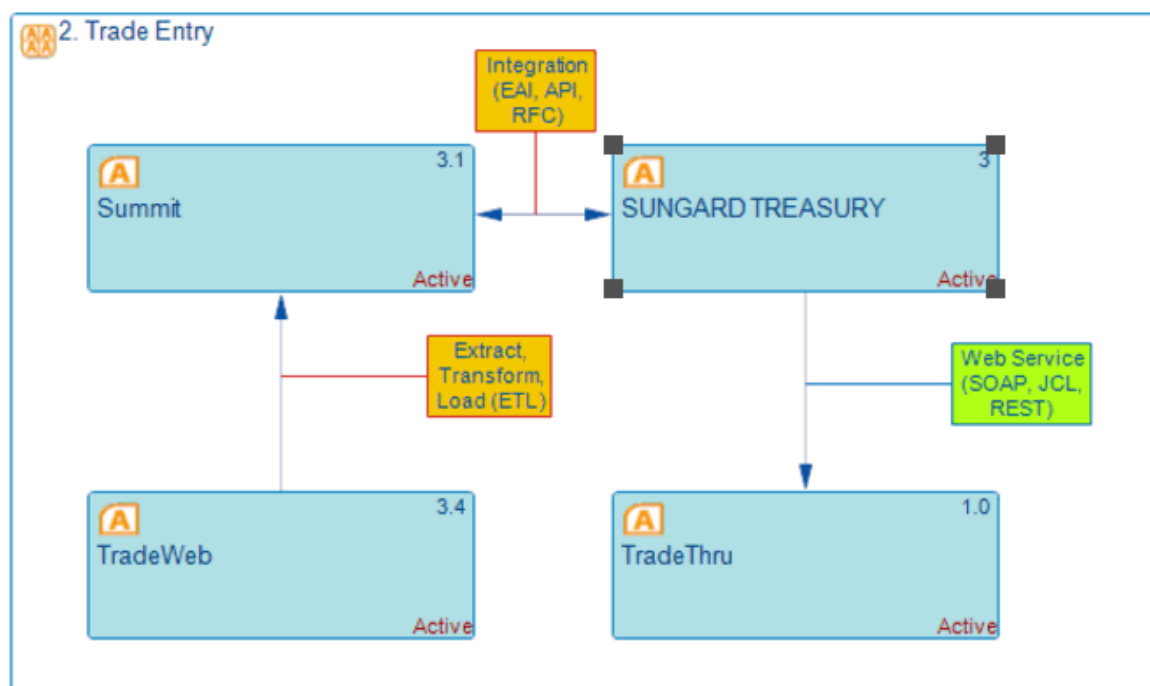 2. Trade Entry
Integration
(EAI, API,
RFC)
3.1
Summit
Active
3
SUNGARD TREASURY
Active
Extract,
Transform,
Load (ETL)
Web Service
(SOAP, JCL,
REST)
3.4
TradeWeb
Active
1.0
TradeThru
Active